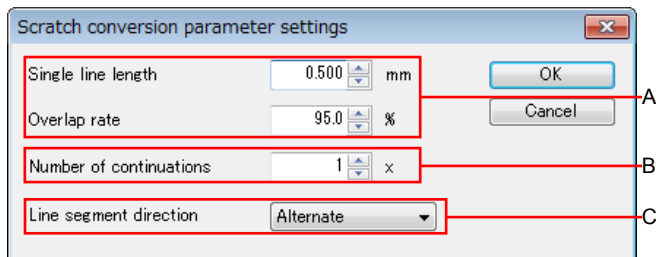 Scratch conversion parameter settings
Single line length 0.500 mm OK
A
Overlap rate 95.0 % Cancel
Number of continuations 1 x B
Line segment direction Alternate C